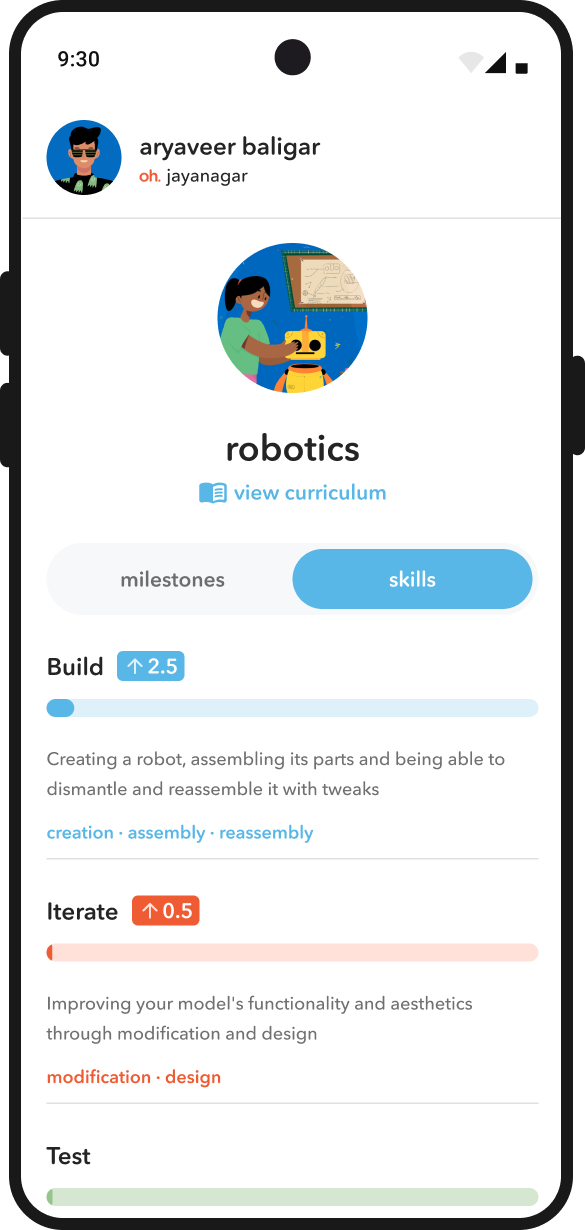 9:30
aryaveer baligar
oh. jayanagar
robotics
view curriculum
milestones
skills
Build ↑ 2.5
Creating a robot, assembling its parts and being able to
dismantle and reassemble it with tweaks
creation · assembly · reassembly
Iterate ↑ 0.5
Improving your model's functionality and aesthetics
through modification and design
modification · design
Test